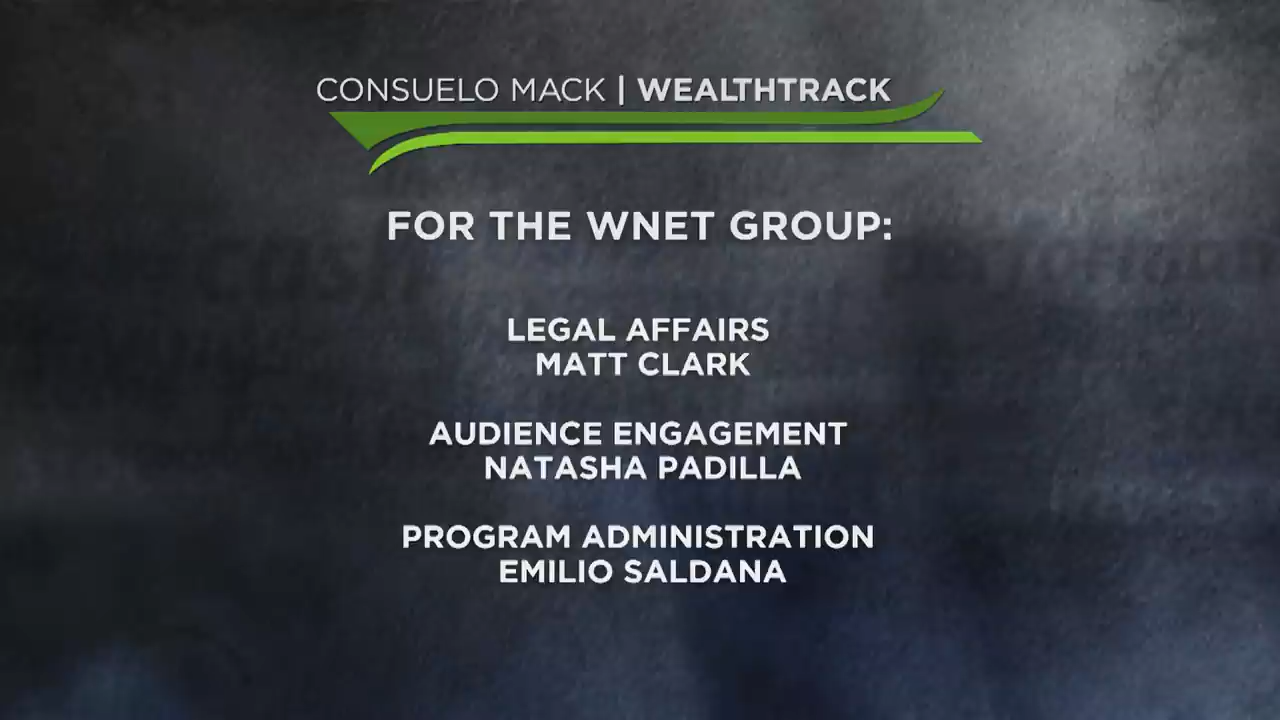 CONSUELO MACK | WEALTHTRACK
FOR THE WNET GROUP:
LEGAL AFFAIRS
MATT CLARK
AUDIENCE ENGAGEMENT
NATASHA PADILLA
PROGRAM ADMINISTRATION
EMILIO SALDANA